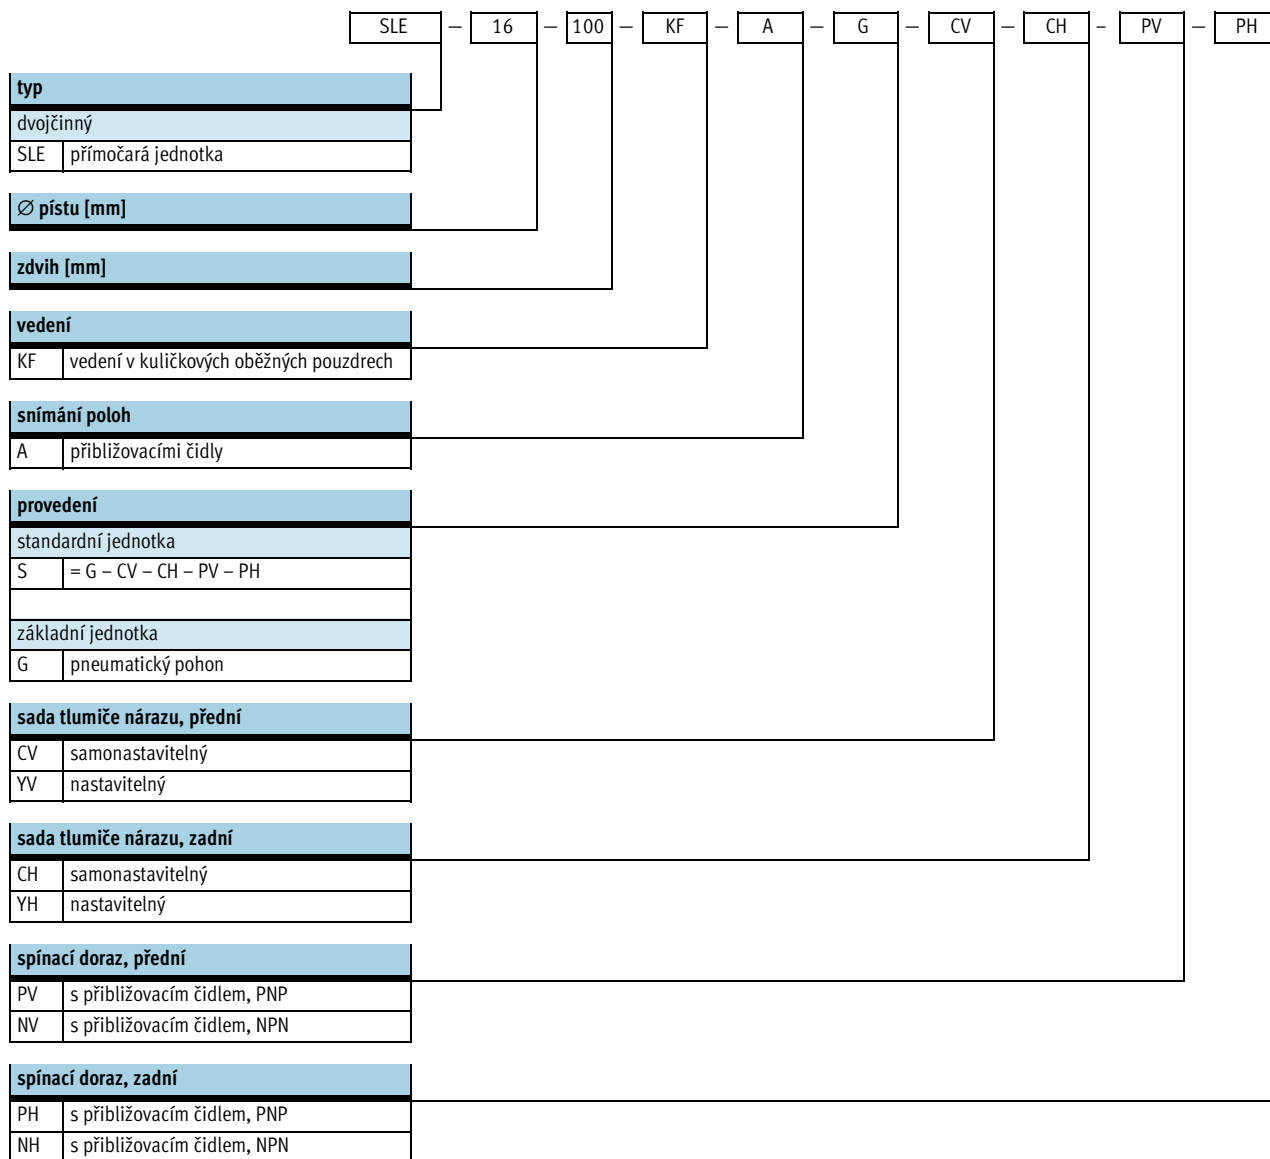 SLE – 16 – 100 – KF – A – G – CV – CH – PV – PH
typ
dvojčinný
SLE přímočará jednotka
∅ pístu [mm]
zdvih [mm]
vedení
KF vedení v kuličkových oběžných pouzdrech
snímání poloh
A přibližovacími čidly
provedení
standardní jednotka
S = G – CV – CH – PV – PH
základní jednotka
G pneumatický pohon
sada tlumiče nárazu, přední
CV samonastavitelný
YV nastavitelný
sada tlumiče nárazu, zadní
CH samonastavitelný
YH nastavitelný
spínací doraz, přední
PV s přibližovacím čidlem, PNP
NV s přibližovacím čidlem, NPN
spínací doraz, zadní
PH s přibližovacím čidlem, PNP
NH s přibližovacím čidlem, NPN